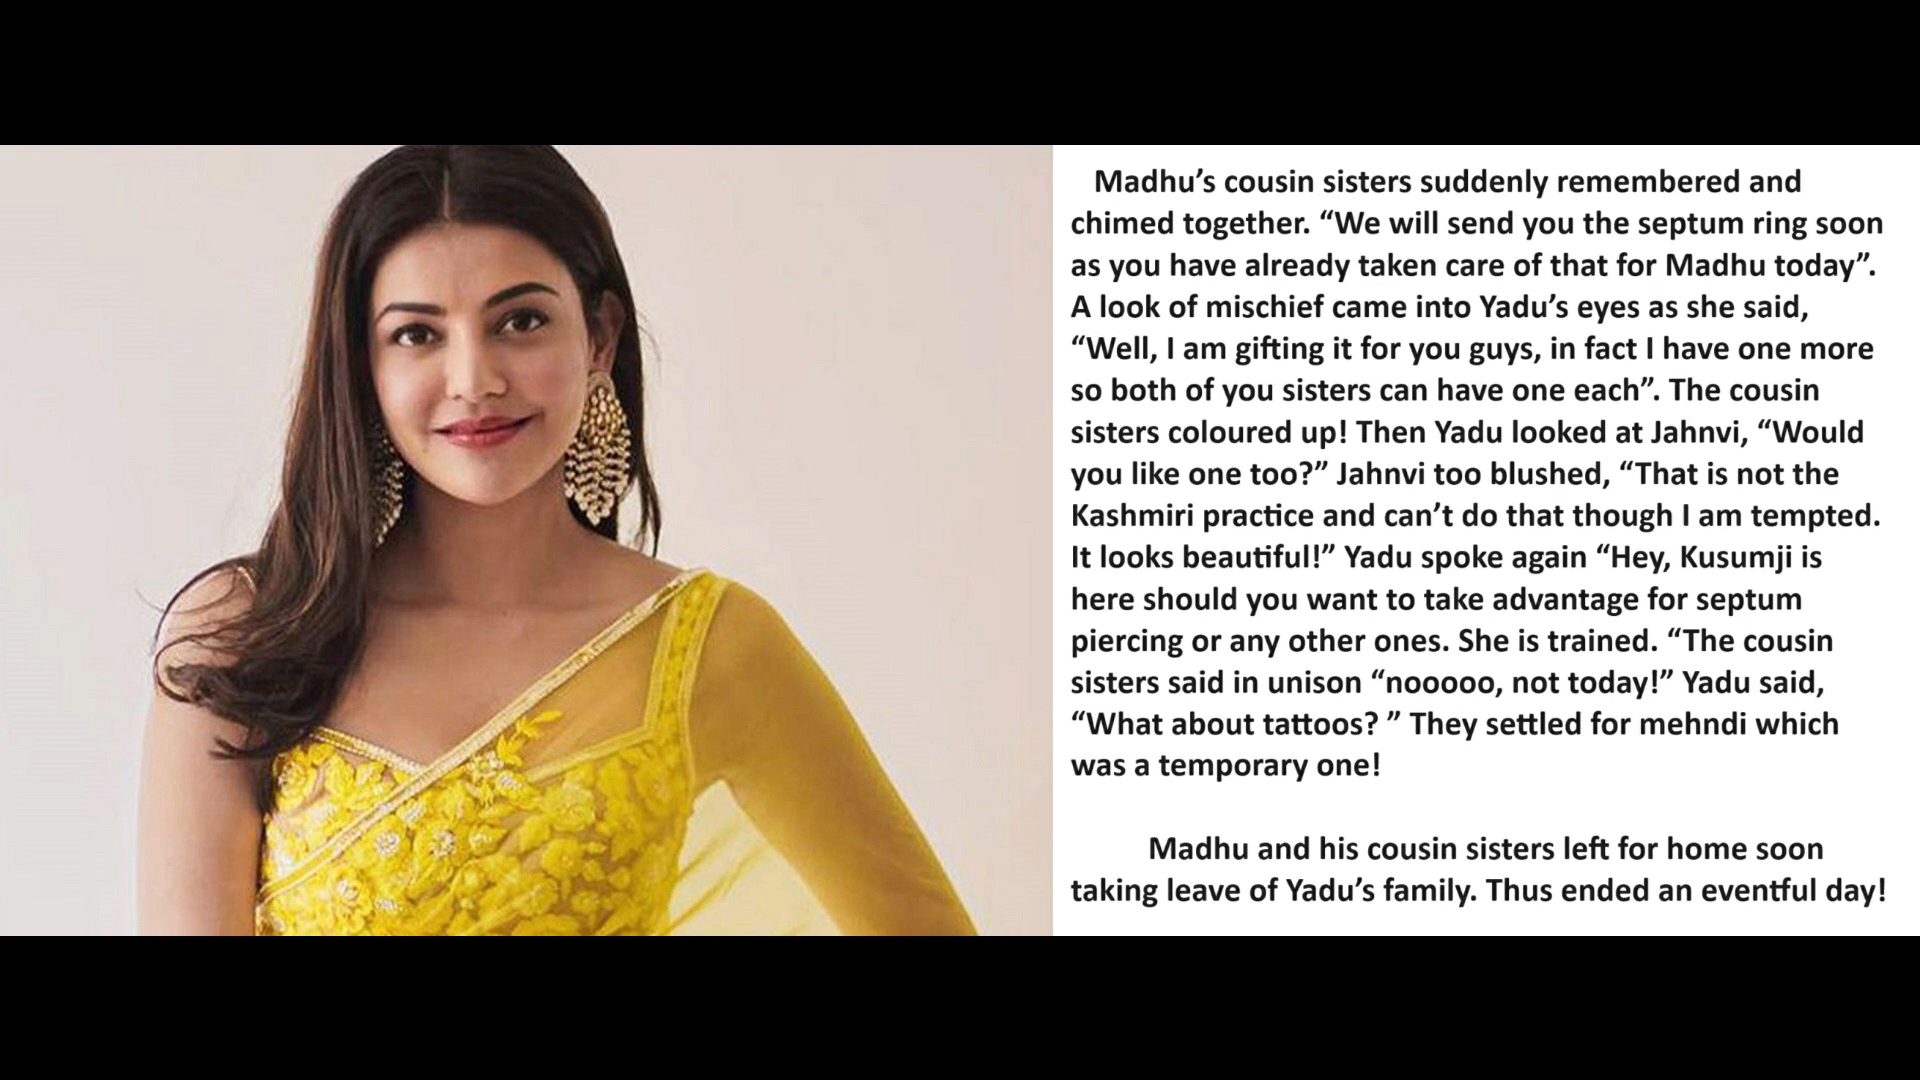 Madhu’s cousin sisters suddenly remembered and
chimed together. “We will send you the septum ring soon
as you have already taken care of that for Madhu today”.
A look of mischief came into Yadu’s eyes as she said,
“Well, I am gifting it for you guys, in fact I have one more
so both of you sisters can have one each”. The cousin
sisters coloured up! Then Yadu looked at Jahnvi, “Would
you like one too?” Jahnvi too blushed, “That is not the
Kashmiri practice and can’t do that though I am tempted.
It looks beautiful!” Yadu spoke again “Hey, Kusumji is
here should you want to take advantage for septum
piercing or any other ones. She is trained. “The cousin
sisters said in unison “nooooo, not today!” Yadu said,
“What about tattoos? ” They settled for mehndi which
was a temporary one!
Madhu and his cousin sisters left for home soon
taking leave of Yadu’s family. Thus ended an eventful day!